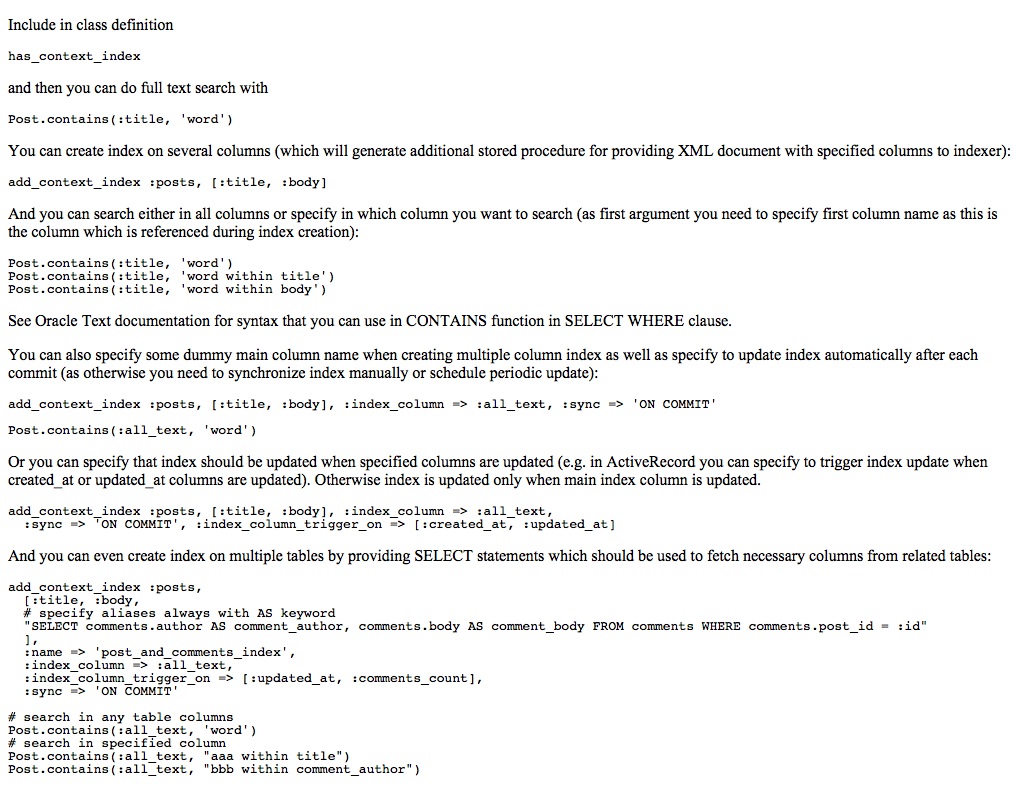 Include in class definition
has_context_index
and then you can do full text search with
Post.contains(:title, 'word')
You can create index on several columns (which will generate additional stored procedure for providing XML document with specified columns to indexer):
add_context_index :posts, [:title, :body]
And you can search either in all columns or specify in which column you want to search (as first argument you need to specify first column name as this is
the column which is referenced during index creation):
Post.contains(:title, 'word')
Post.contains(:title, 'word within title')
Post.contains(:title, 'word within body')
See Oracle Text documentation for syntax that you can use in CONTAINS function in SELECT WHERE clause.
You can also specify some dummy main column name when creating multiple column index as well as specify to update index automatically after each
commit (as otherwise you need to synchronize index manually or schedule periodic update):
add_context_index :posts, [:title, :body], :index_column => :all_text, :sync => 'ON COMMIT'
Post.contains(:all_text, 'word')
Or you can specify that index should be updated when specified columns are updated (e.g. in ActiveRecord you can specify to trigger index update when
created_at or updated_at columns are updated). Otherwise index is updated only when main index column is updated.
add_context_index :posts, [:title, :body], :index_column => :all_text,
  :sync => 'ON COMMIT', :index_column_trigger_on => [:created_at, :updated_at]
And you can even create index on multiple tables by providing SELECT statements which should be used to fetch necessary columns from related tables:
add_context_index :posts,
  [:title, :body,
  # specify aliases always with AS keyword
  "SELECT comments.author AS comment_author, comments.body AS comment_body FROM comments WHERE comments.post_id = :id"
  ],
  :name => 'post_and_comments_index',
  :index_column => :all_text,
  :index_column_trigger_on => [:updated_at, :comments_count],
  :sync => 'ON COMMIT'
# search in any table columns
Post.contains(:all_text, 'word')
# search in specified column
Post.contains(:all_text, "aaa within title")
Post.contains(:all_text, "bbb within comment_author")